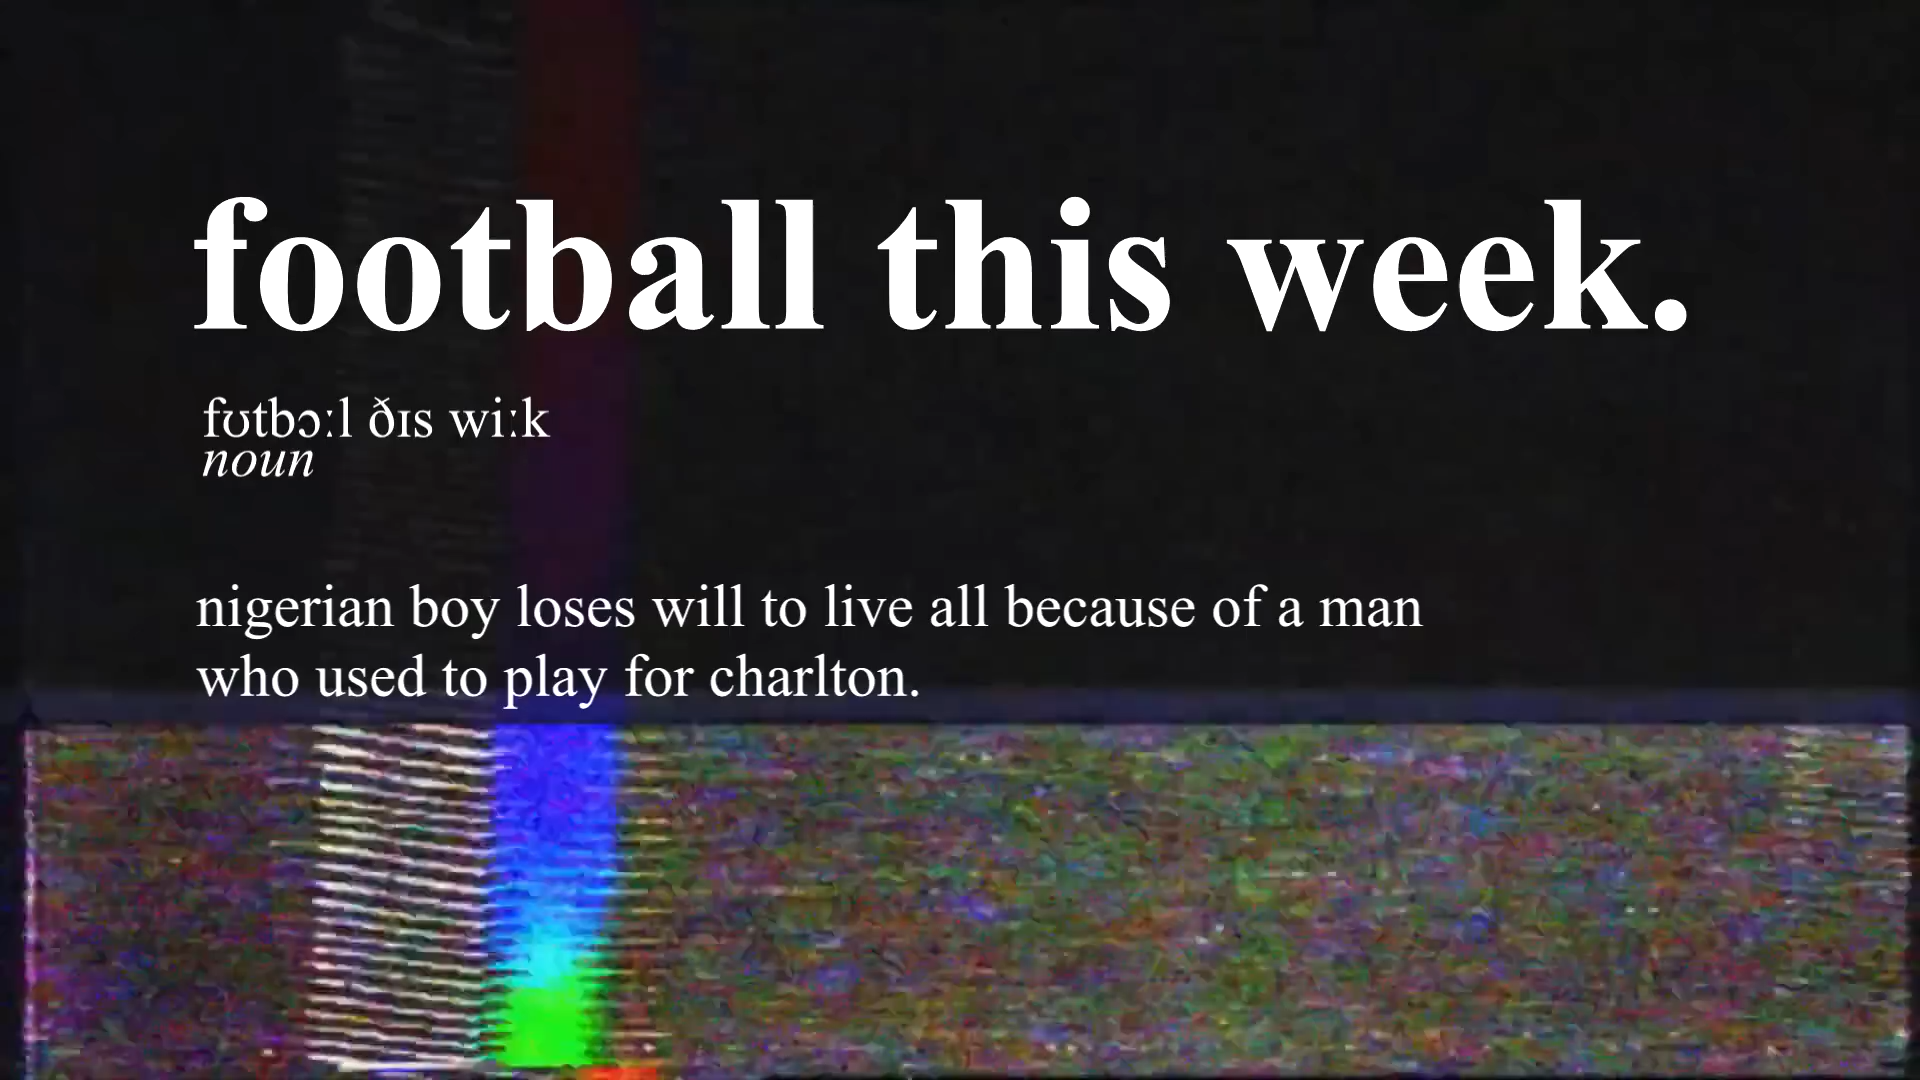 football this week.
fʊtbɔːl ðɪs wiːk
noun
nigerian boy loses will to live all because of a man
who used to play for charlton.